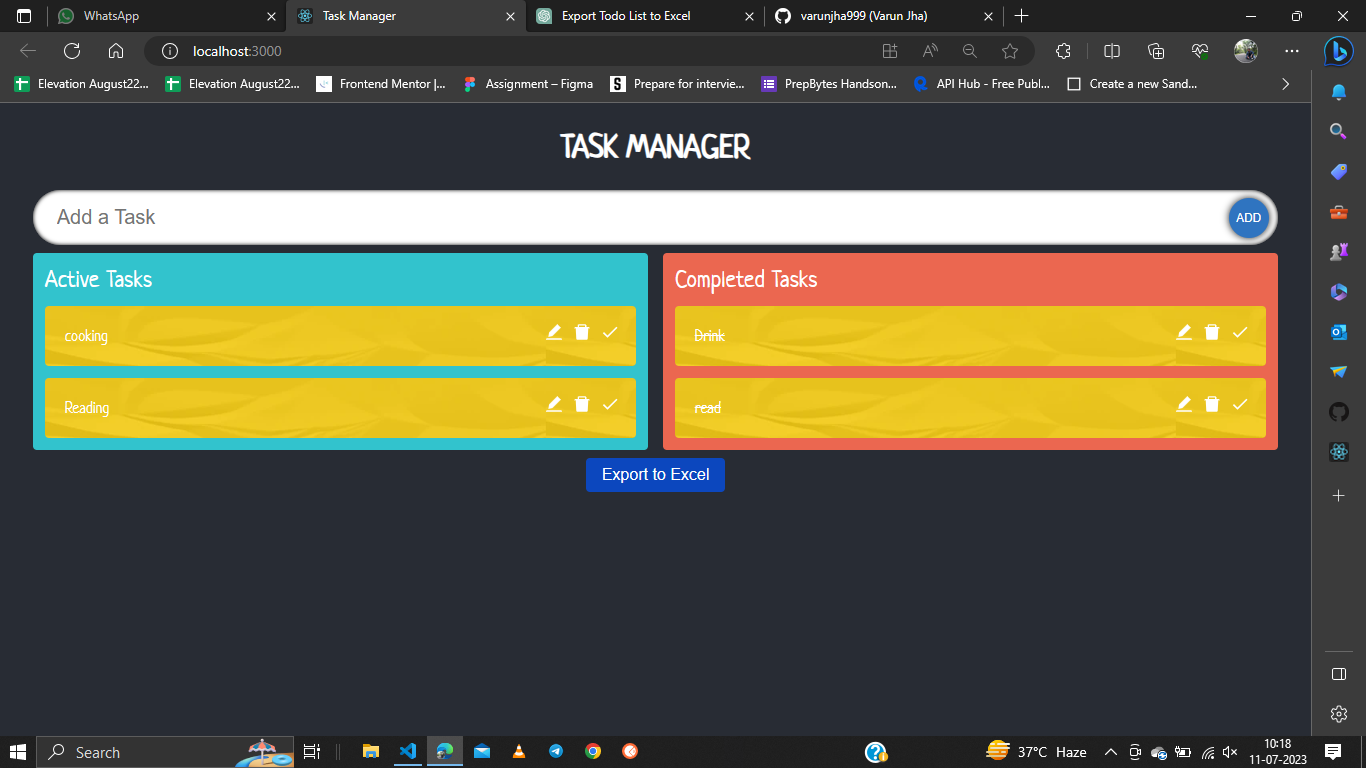 WhatsApp
Task Manager
Export Todo List to Excel
varunjha999 (Varun Jha)
localhost:3000
Elevation August22...
Elevation August22...
Frontend Mentor |...
Assignment – Figma
Prepare for intervie...
PrepBytes Handson...
API Hub - Free Publ...
Create a new Sand...
TASK MANAGER
Add a Task
ADD
Active Tasks
cooking
Reading
Completed Tasks
Drink
read
Export to Excel
Search
37°C Haze
10:18
11-07-2023